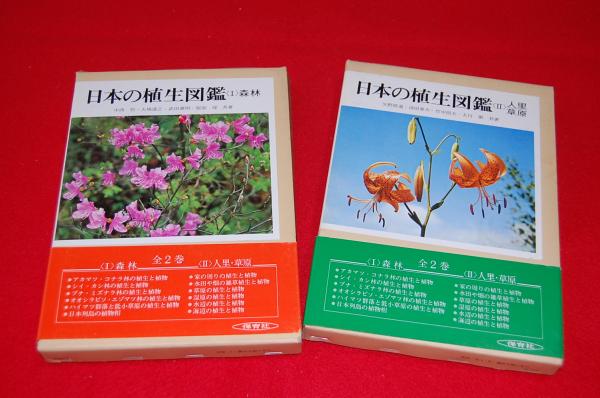 日本の植生図鑑〈Ⅰ〉森林
中西 哲・大場達之・武田義明・服部 保 共著
〈Ⅰ〉森林 全2巻 〈Ⅱ〉人里・草原
●アカマツ・コナラ林の植生と植物
●シイ・カシ林の植生と植物
●ブナ・ミズナラ林の植生と植物
●オオシラビソ・エゾマツ林の植生と植物
●ハイマツ群落と高山草原の植生と植物
●日本列島の植物相
●家の周りの植生と植物
●水田や畑の雑草植生と植物
●草原の植生と植物
●湿原の植生と植物
●水辺の植生と植物
●海辺の植生と植物
保育社
日本の植生図鑑〈Ⅱ〉人里
草原
〈Ⅰ〉森林 全2巻 〈Ⅱ〉人里・草原
●アカマツ・コナラ林の植生と植物
●シイ・カシ林の植生と植物
●ブナ・ミズナラ林の植生と植物
●オオシラビソ・エゾマツ林の植生と植物
●ハイマツ群落と高山草原の植生と植物
●日本列島の植物相
●家の周りの植生と植物
●水田や畑の雑草植生と植物
●草原の植生と植物
●湿原の植生と植物
●水辺の植生と植物
●海辺の植生と植物
保育社